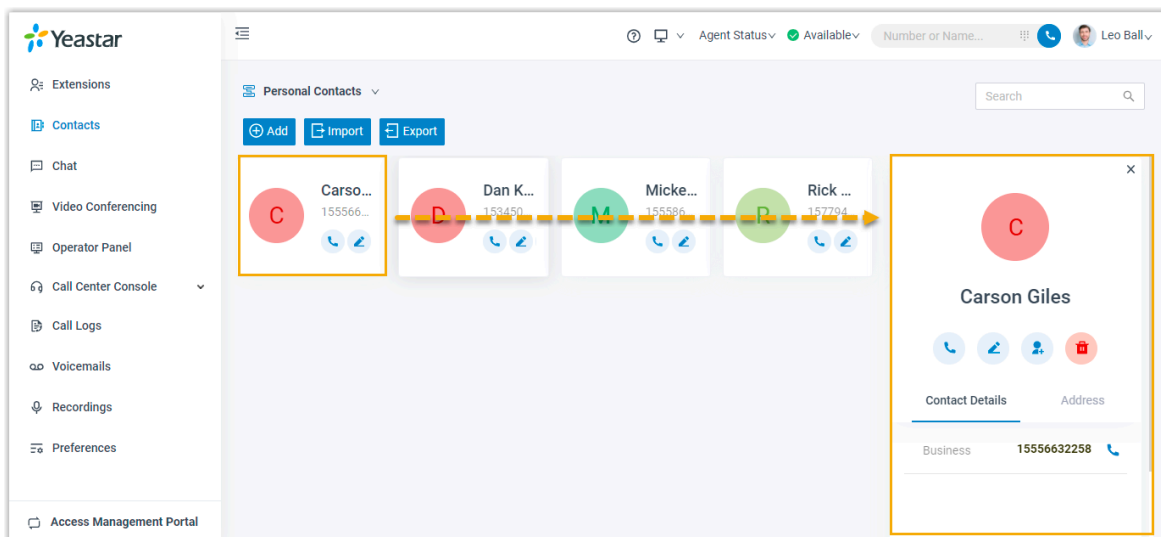 Yeastar
Agent Status
Available
Number or Name...
Leo Ball
Extensions
Contacts
Chat
Video Conferencing
Operator Panel
Call Center Console
Call Logs
Voicemails
Recordings
Preferences
Access Management Portal
Personal Contacts
Search
Add
Import
Export
C
Carso...
155566...
D
Dan K...
153450
M
Micke...
155586
R
Rick ...
157794
C
Carson Giles
Contact Details
Address
Business
15556632258